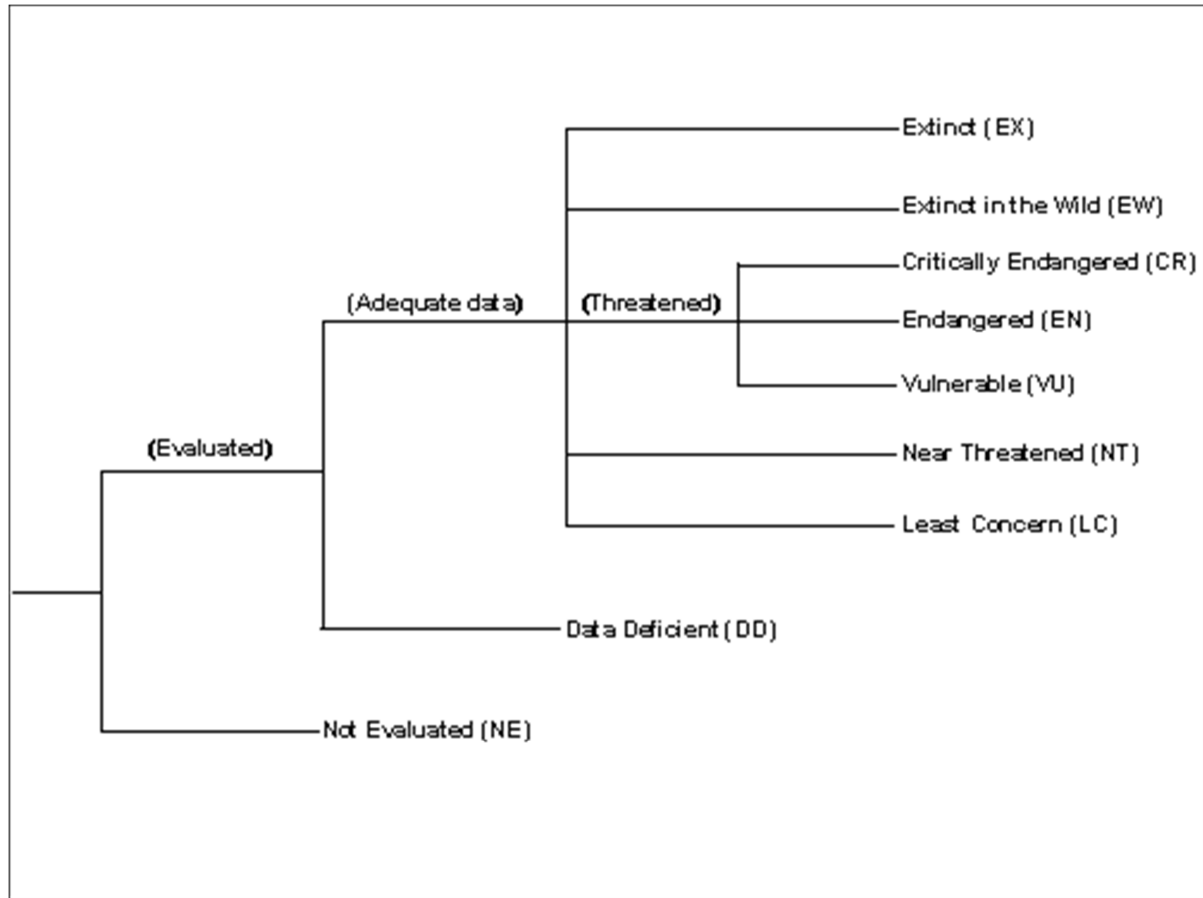 Extinct (EX)
Extinct in the Wild (EW)
Critically Endangered (CR)
(Adequate data)
(Threatened)
Endangered (EN)
Vulnerable (VU)
(Evaluated)
Near Threatened (NT)
Least Concern (LC)
Data Deficient (DD)
Not Evaluated (NE)